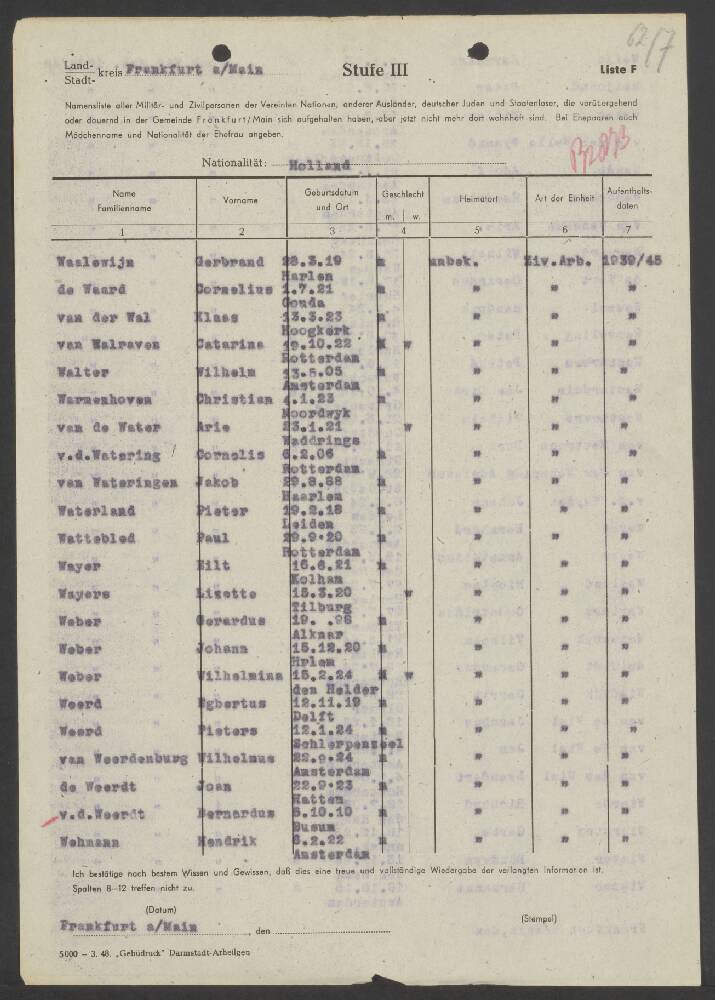 62/7
Land-
Stadt- kreis Frankfurt a/Main Stufe III Liste F
Namensliste aller Militär- und Zivilpersonen der Vereinten Nationen, anderer Ausländer, deutscher Juden und Staatenloser, die vorübergehend
oder dauernd in der Gemeinde Frankfurt/Main sich aufgehalten haben, aber jetzt nicht mehr dort wohnhaft sind. Bei Ehepaaren auch
Mädchenname und Nationalität der Ehefrau angeben.
Nationalität: Holland
Name Familienname Vorname Geburtsdatum und Ort Geschlecht m. w. Heimatort Art der Einheit Aufenthalts-daten
1 2 3 4 5 6 7
Waalewijn Gerbrand 28.3.19 m unbek. Ziv.Arb. 1939/45
Harlen
de Waard Cornelius 1.7.21 m " " "
Gouda
van der Wal Klaas 13.3.23 m " " "
Hoogkerk
van Walraven Catarina 19.10.22 w " " "
Rotterdam
Walter Wilhelm 13.5.05 m " " "
Amsterdam
Warmenhoven Christian 4.1.23 m " " "
Noordwyk
van de Water Arie 23.1.21 w " " "
Waddrings
v.d.Watering Cornelis 6.2.06 m " " "
Rotterdam
van Wateringen Jakob 29.8.88 m " " "
Haarlem
Waterland Pieter 19.2.18 m " " "
Leiden
Wattebled Paul 29.9.20 m " " "
Rotterdam
Wayer Hilt 16.6.21 m " " "
Kolham
Wayers Lisette 15.3.20 w " " "
Tilburg
Weber Gerardus 19. .98 m " " "
Alkmar
Weber Johann 15.12.20 m " " "
Hrlem
Weber Wilhelmina 15.2.24 w " " "
den Helder
Weerd Egbertus 12.11.19 m " " "
Delft
Weerd Pieters 12.1.24 m " " "
Schlerpenzeel
van Weerdenburg Wilhelmus 22.9.24 m " " "
Amsterdam
de Weerdt Joan 22.9.23 m " " "
Hatten
v.d.Weerdt Bernardus 5.10.10 m " " "
Busum
Wehmann Hendrik 6.2.22 m " " "
Amsterdam
Ich bestätige nach bestem Wissen und Gewissen, daß dies eine treue und vollständige Wiedergabe der verlangten Information ist.
Spalten 8–12 treffen nicht zu.
(Datum) (Stempel)
Frankfurt a/Main , den
5000 – 3. 48. „Gebüdruck" Darmstadt-Arheilgen